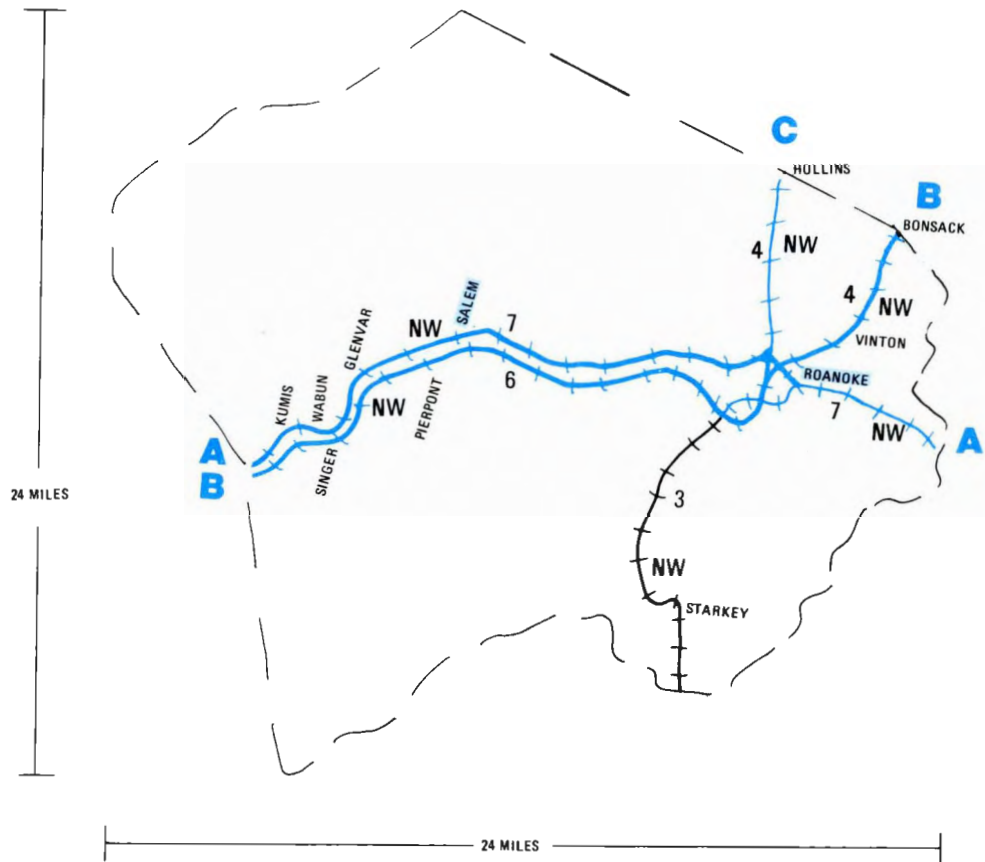 C
HOLLINS
B
BONSACK
4
NW
4
NW
VINTON
SALEM
NW
7
GLENVAR
6
ROANOKE
7
NW
A
KUMIS
WABUN
NW
PIERPONT
SINGER
A
B
24 MILES
3
NW
STARKEY
24 MILES